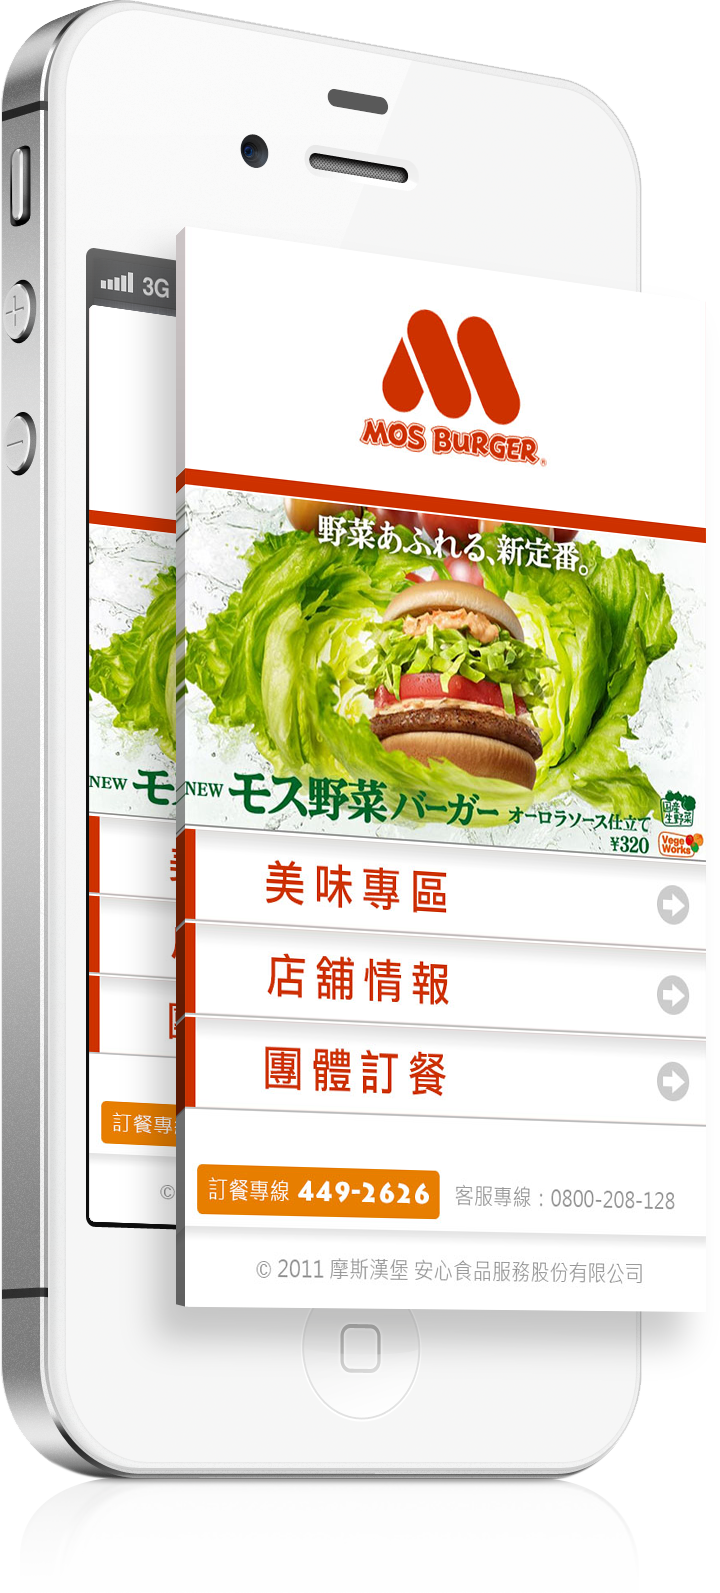 3G
MOS BURGER
野菜あふれる、新定番。
NEW モ
NEW モス野菜バーガー オーロラソース仕立て
¥320
国産生野菜
Vege Works
美味專區
店舖情報
團體訂餐
訂餐專
訂餐專線 449-2626
客服專線：0800-208-128
©
© 2011 摩斯漢堡 安心食品服務股份有限公司